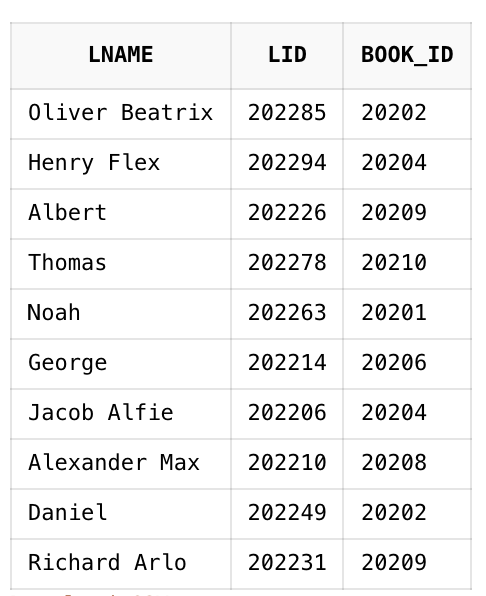 LNAME LID BOOK_ID
Oliver Beatrix 202285 20202
Henry Flex 202294 20204
Albert 202226 20209
Thomas 202278 20210
Noah 202263 20201
George 202214 20206
Jacob Alfie 202206 20204
Alexander Max 202210 20208
Daniel 202249 20202
Richard Arlo 202231 20209